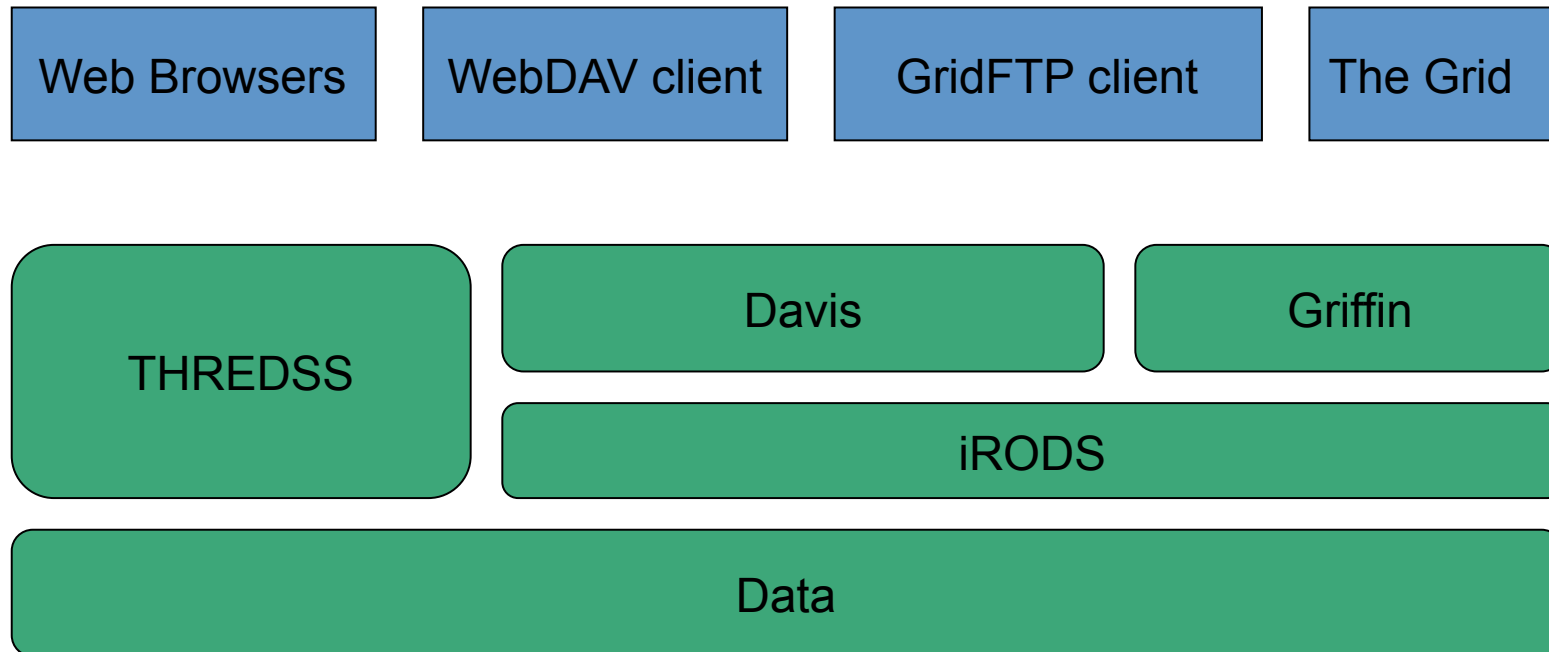 Web Browsers
WebDAV client
GridFTP client
The Grid
THREDSS
Davis
Griffin
iRODS
Data